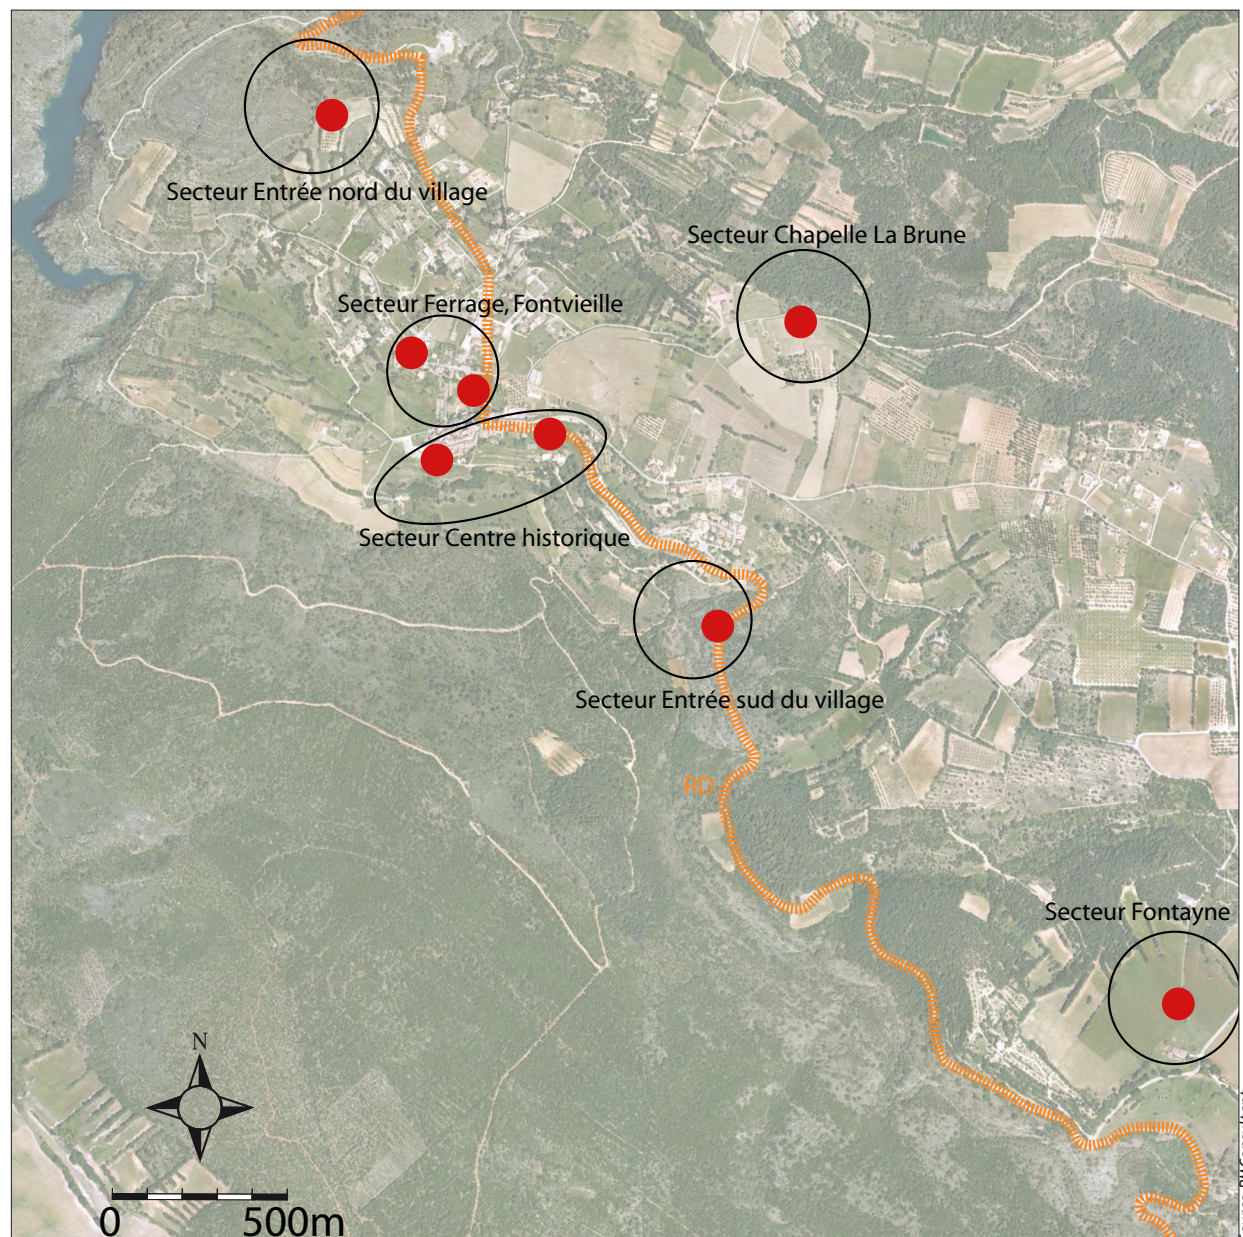 Secteur Entrée nord du village
Secteur Chapelle La Brune
Secteur Ferrage, Fontvieille
Secteur Centre historique
Secteur Entrée sud du village
RD
Secteur Fontayne
N
0 500m